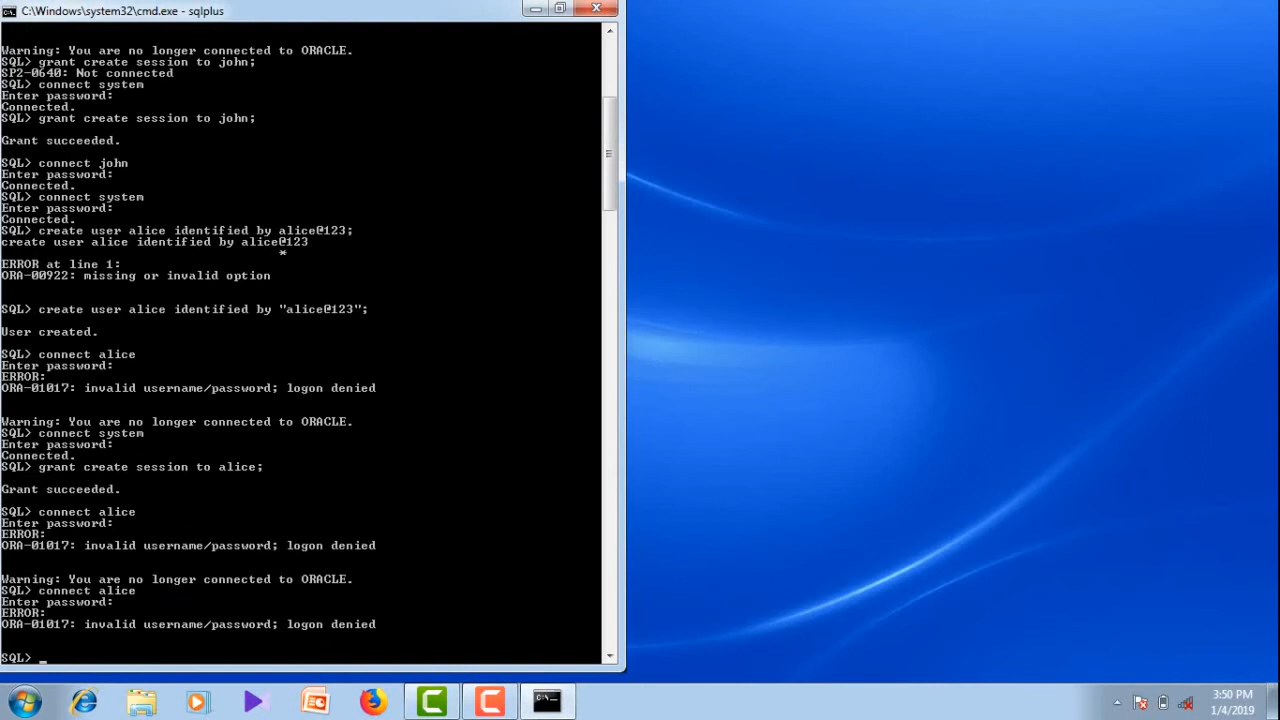 C:\Windows\system32\cmd.exe - sqlplus
Warning: You are no longer connected to ORACLE.
SQL> grant create session to john;
SP2-0640: Not connected
SQL> connect system
Enter password:
Connected.
SQL> grant create session to john;
Grant succeeded.
SQL> connect john
Enter password:
Connected.
SQL> connect system
Enter password:
Connected.
SQL> create user alice identified by alice@123;
create user alice identified by alice@123
*
ERROR at line 1:
ORA-00922: missing or invalid option
SQL> create user alice identified by "alice@123";
User created.
SQL> connect alice
Enter password:
ERROR:
ORA-01017: invalid username/password; logon denied
Warning: You are no longer connected to ORACLE.
SQL> connect system
Enter password:
Connected.
SQL> grant create session to alice;
Grant succeeded.
SQL> connect alice
Enter password:
ERROR:
ORA-01017: invalid username/password; logon denied
Warning: You are no longer connected to ORACLE.
SQL> connect alice
Enter password:
ERROR:
ORA-01017: invalid username/password; logon denied
SQL> _
3:50 PM
1/4/2019